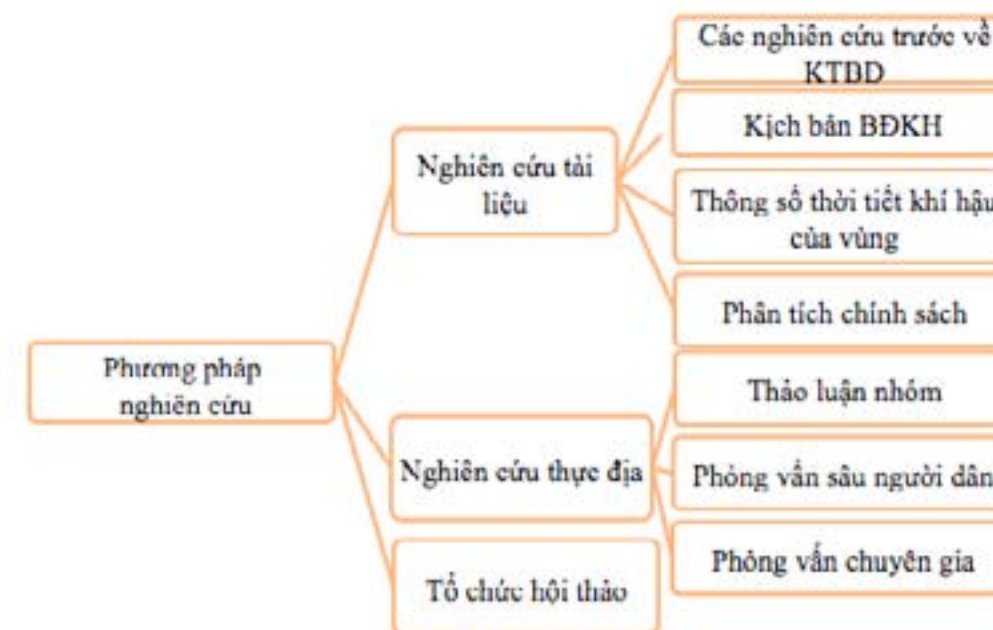 Phương pháp
nghiên cứu
Nghiên cứu tài
liệu
Các nghiên cứu trước về
KTBD
Kịch bản BĐKH
Thông số thời tiết khí hậu
của vùng
Phân tích chính sách
Nghiên cứu thực địa
Thảo luận nhóm
Phỏng vấn sâu người dân
Phỏng vấn chuyên gia
Tổ chức hội thảo